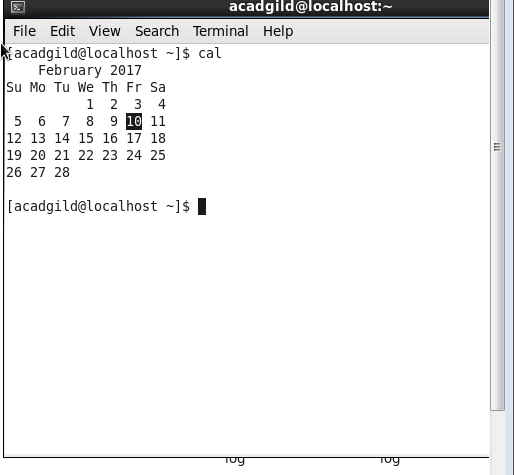 acadgild@localhost:~
File Edit View Search Terminal Help
[acadgild@localhost ~]$ cal
    February 2017
Su Mo Tu We Th Fr Sa
          1  2  3  4
 5  6  7  8  9 10 11
12 13 14 15 16 17 18
19 20 21 22 23 24 25
26 27 28
[acadgild@localhost ~]$
log log